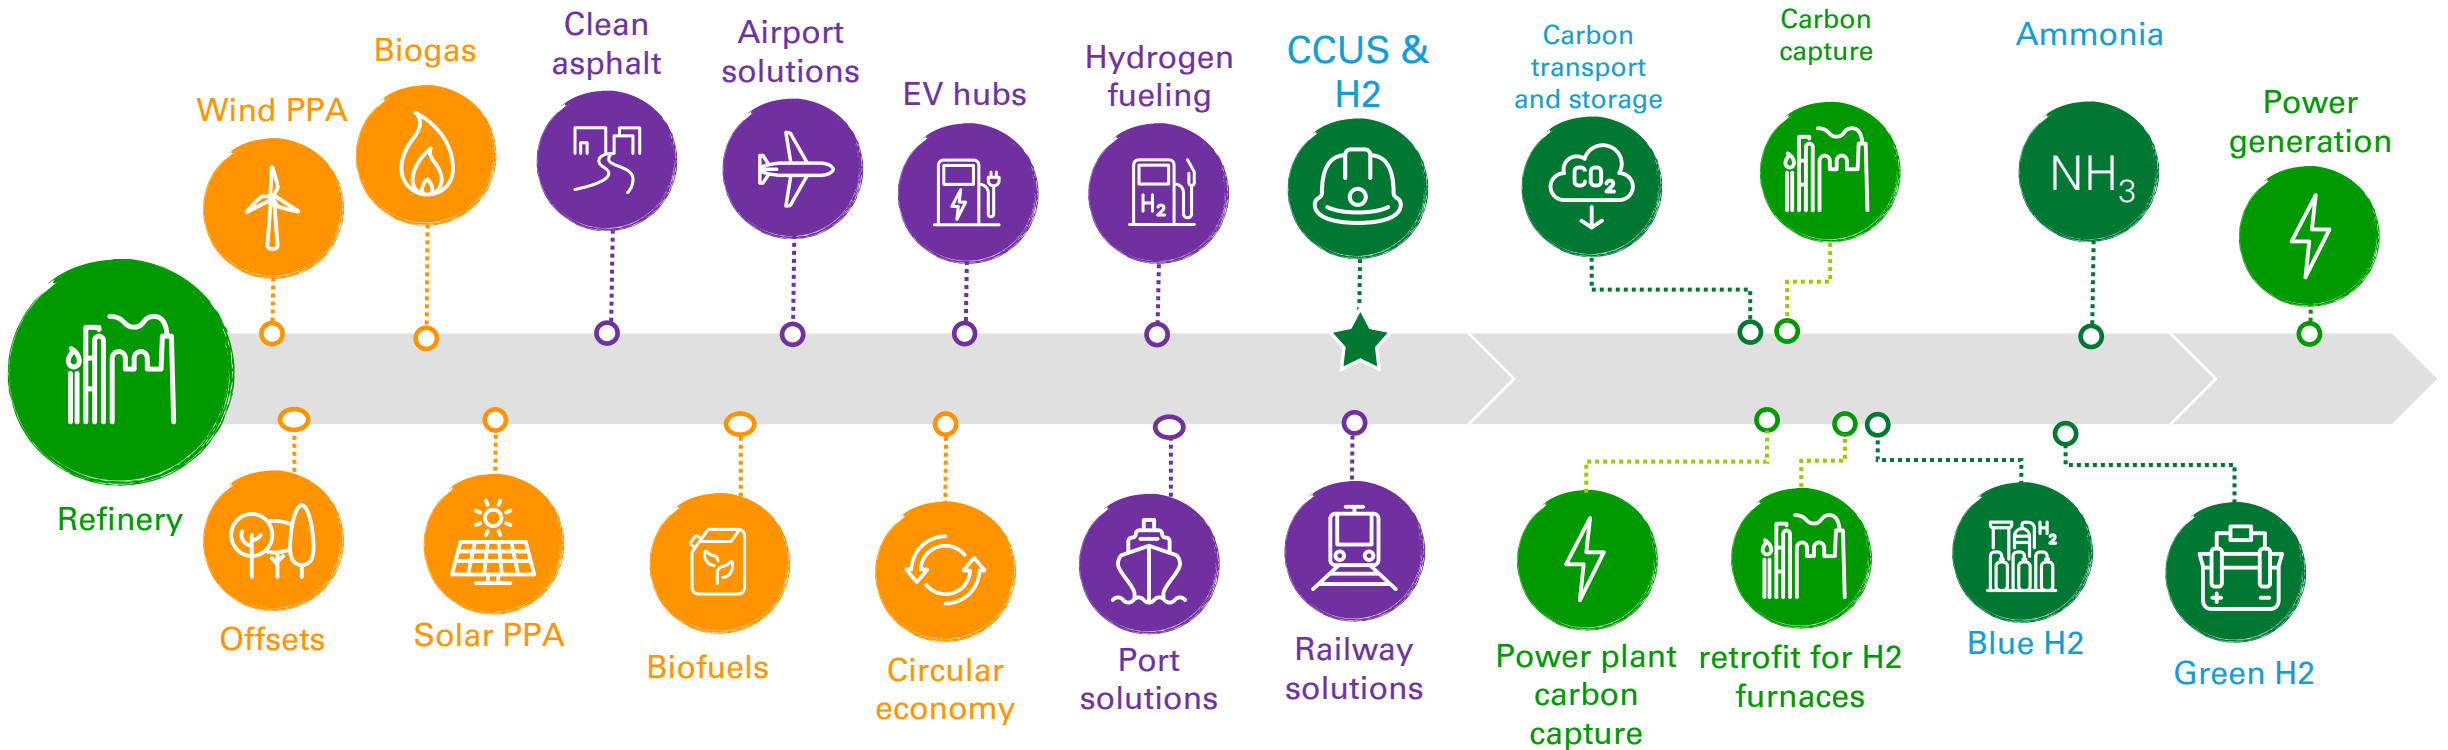 Clean
asphalt
Airport
solutions
Biogas
Wind PPA
EV hubs
Hydrogen
fueling
CCUS &
H2
Carbon
transport
and storage
Carbon
capture
Ammonia
Power
generation
H2
CO2
NH3
Refinery
Offsets
Solar PPA
Biofuels
Circular
economy
Port
solutions
Railway
solutions
Power plant
carbon
capture
retrofit for H2
furnaces
H2
Blue H2
Green H2